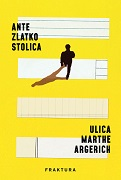 ANTE
ZLATKO
STOLICA
ULICA
MARTHE
ARGERICH
FRAKTURA